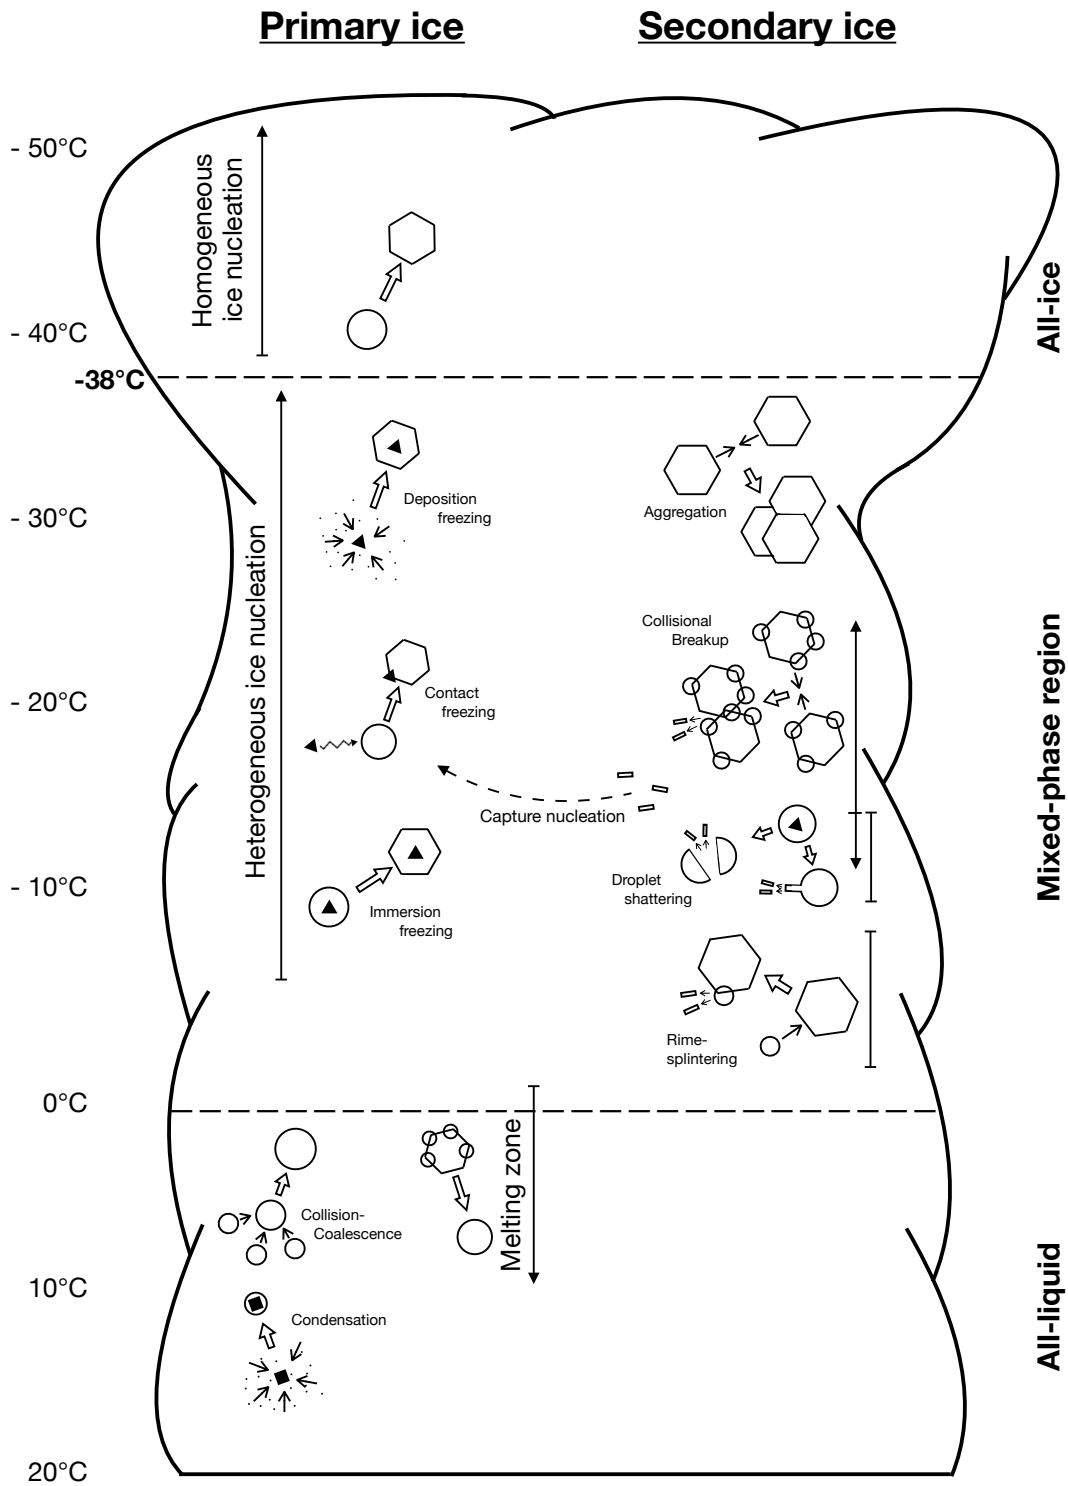 Primary ice
Secondary ice
- 50°C
Homogeneous
ice nucleation
All-ice
- 40°C
-38°C
Deposition
freezing
Aggregation
- 30°C
Heterogeneous ice nucleation
Collisional
Breakup
Mixed-phase region
- 20°C
Contact
freezing
Capture nucleation
- 10°C
Droplet
shattering
Immersion
freezing
Rime-
splintering
0°C
Melting zone
Collision-
Coalescence
10°C
Condensation
All-liquid
20°C